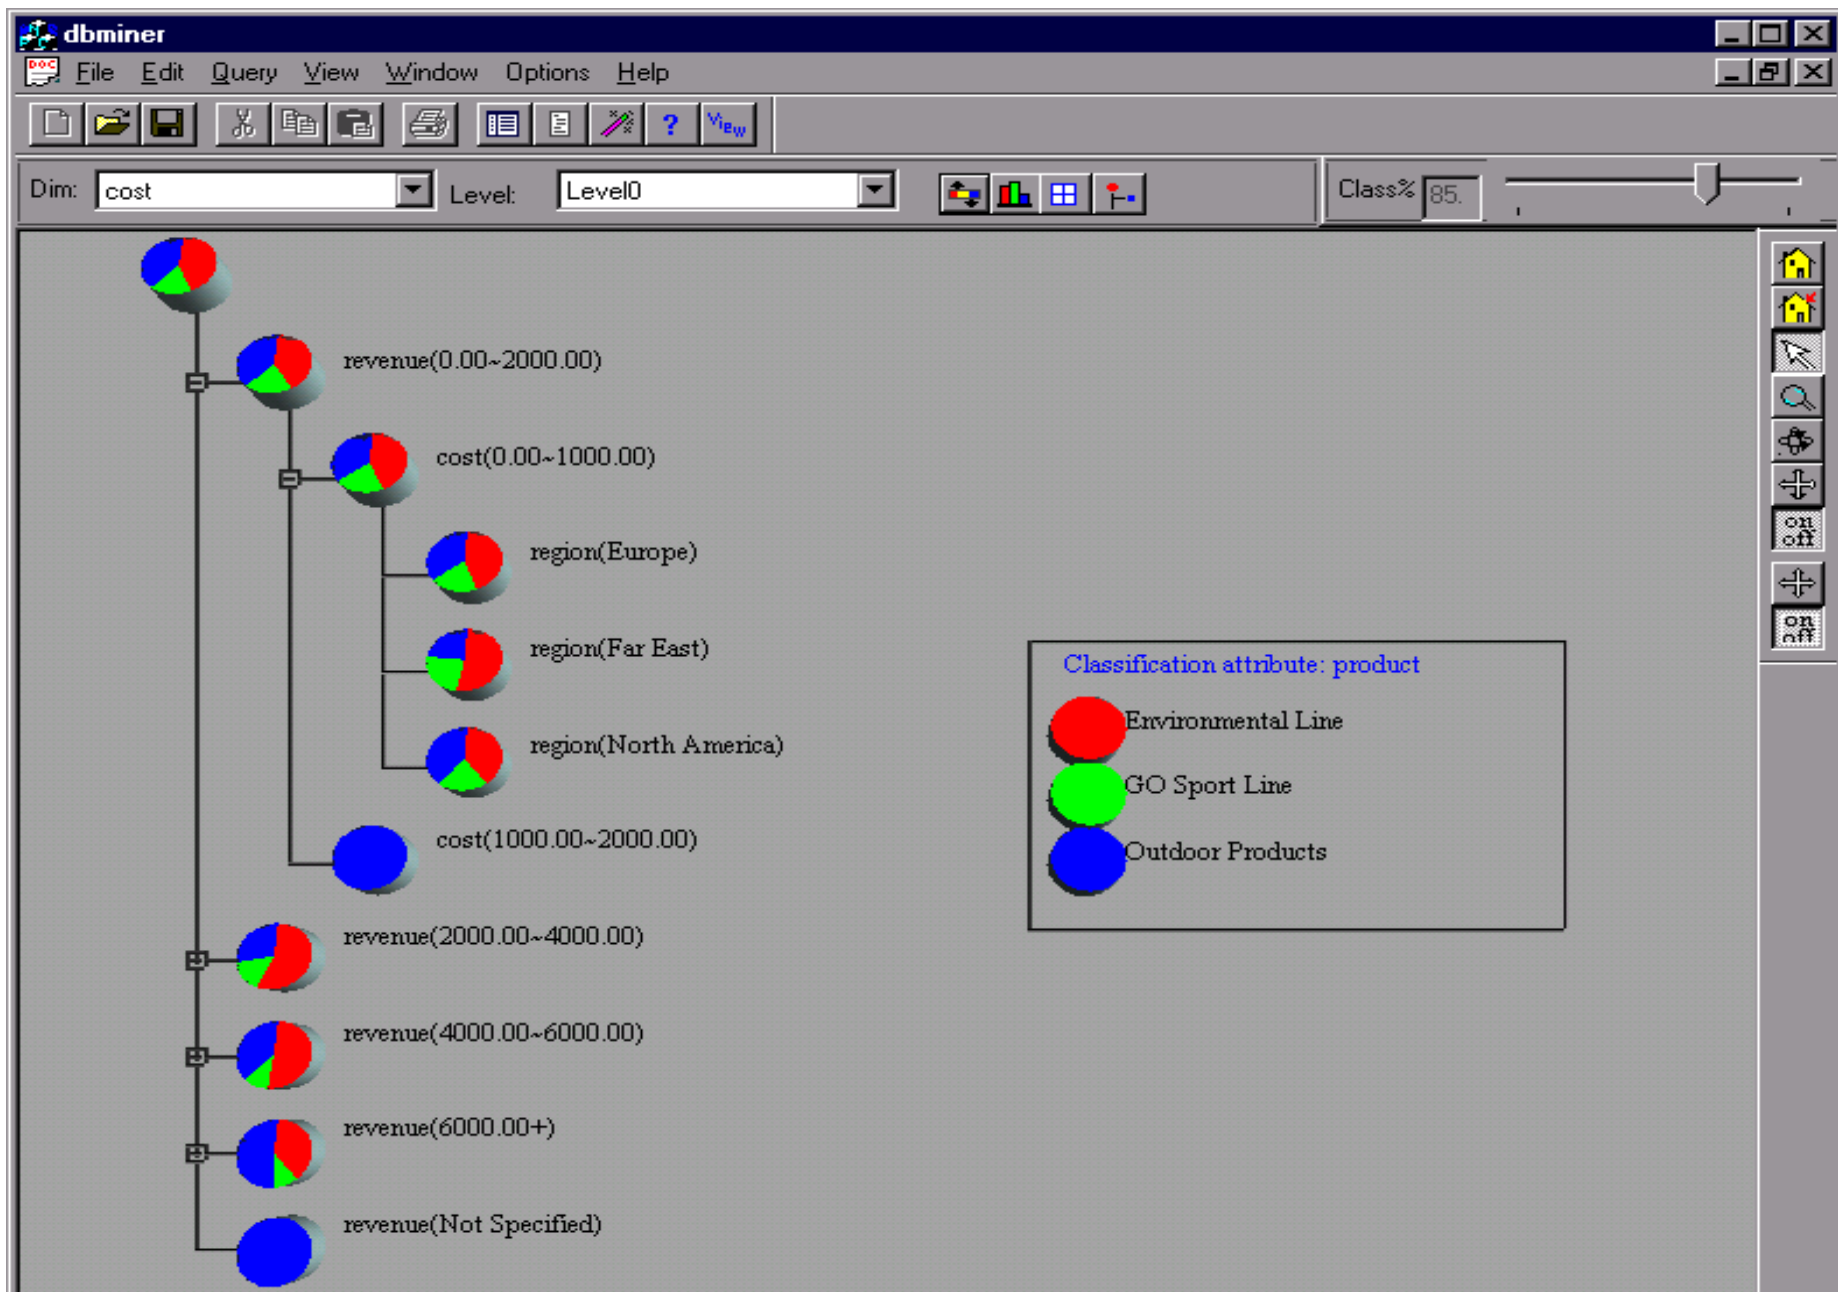 dbminer
File Edit Query View Window Options Help
? View
Dim: cost Level: Level0 Class% 85.
revenue(0.00~2000.00)
cost(0.00~1000.00)
region(Europe)
region(Far East)
region(North America)
cost(1000.00~2000.00)
revenue(2000.00~4000.00)
revenue(4000.00~6000.00)
revenue(6000.00+)
revenue(Not Specified)
Classification attribute: product
Environmental Line
GO Sport Line
Outdoor Products
on
off
on
off